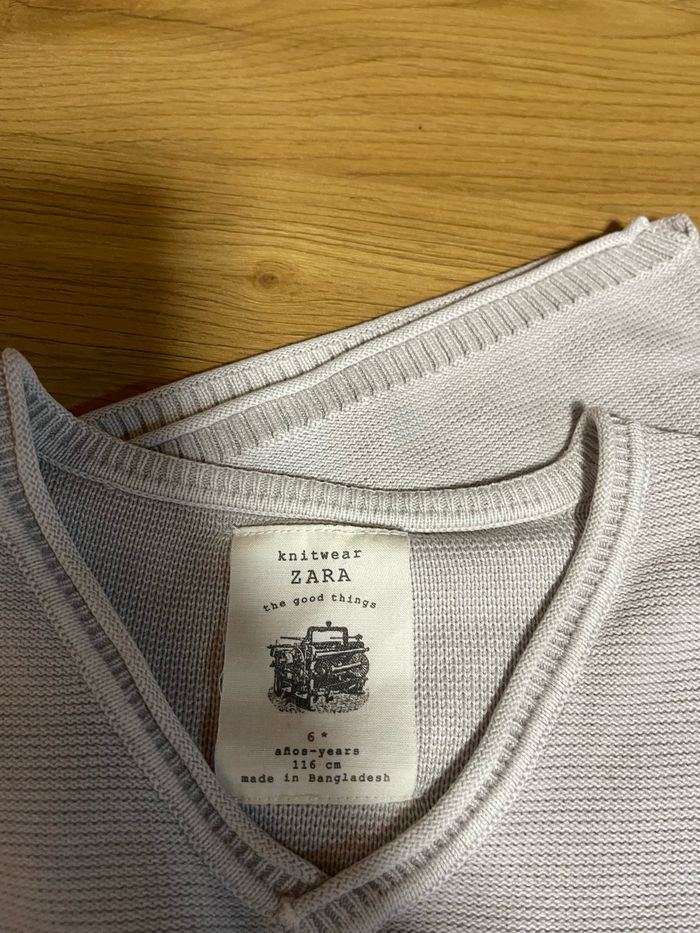 knitwear
ZARA
the good things
6 *
años-years
116 cm
made in Bangladesh